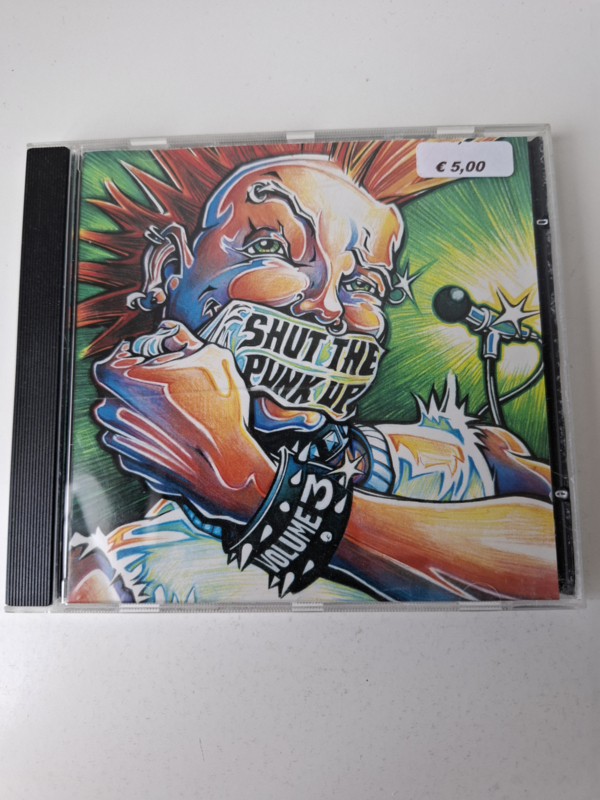 € 5,00
SHUT THE
PUNK UP
VOLUME 3